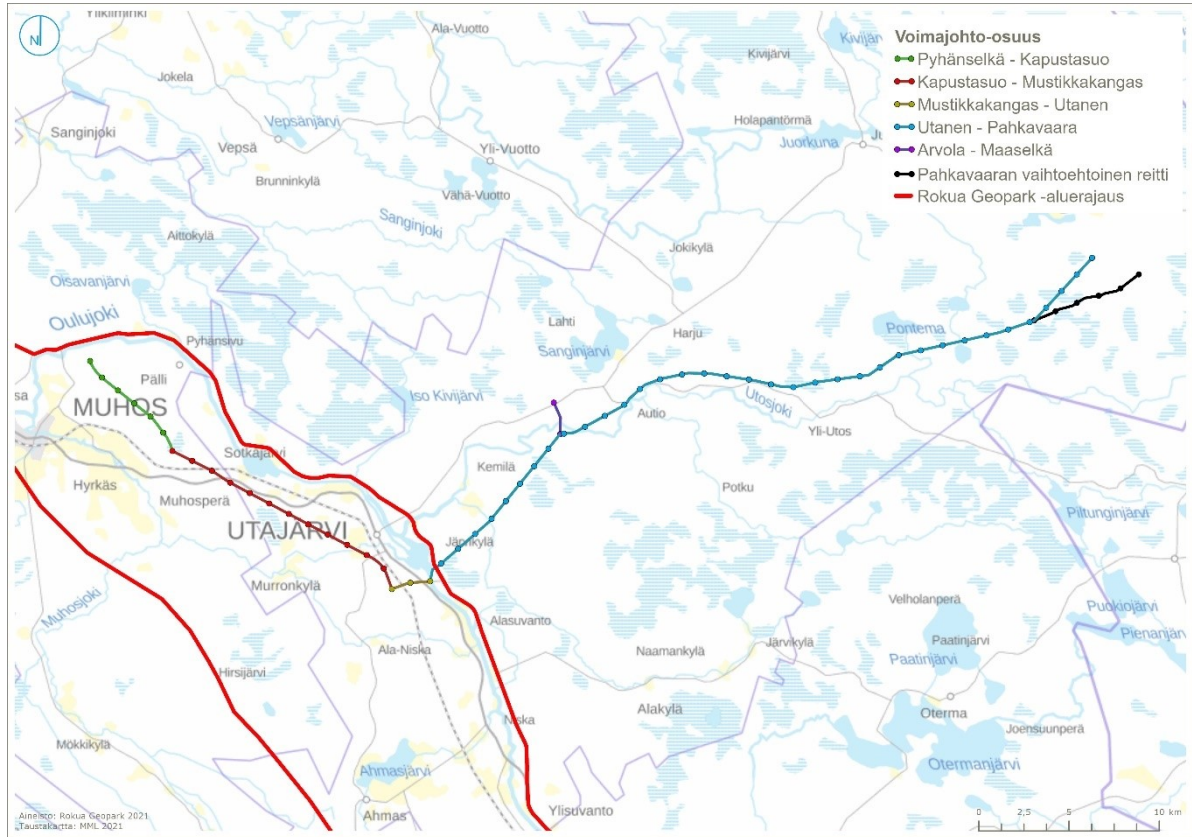 Ylikiiminki
Ala-Vuotto
Kivijärvi
N
Jokela
Sanginjoki
Vepsänjärvi
Vepsä
Yli-Vuotto
Holapantörmä
Juorkuna
Brunninkylä
Vähä-Vuotto
Sanginjoki
Aittokylä
Jokikylä
Oisavanjärvi
Oulujoki
Pyhänsivu
Lahti
Sanginjärvi
Harju
Pontema
Pälli
MUHOS
Iso Kivijärvi
Autio
Utosjoki
Yli-Utos
Sotkajärvi
Kemilä
Hyrkäs
Muhosperä
Potku
Piltunginjärvi
UTAJÄRVI
Järvikylä
Murronkylä
Muhosjoki
Alasuvanto
Velholanperä
Puokiojärvi
Ala-Niska
Naamankylä
Järvikylä
Paatinjärvi
Paatinjärvi
Hirsijärvi
Alakylä
Oterma
Niska
Joensuunperä
Mökkikylä
Ahmasjärvi
Otermanjärvi
Ahmas
Ylisuvanto
Voimajohto-osuus
Pyhänselkä - Kapustasuo
Kapustasuo - Mustikkakangas
Mustikkakangas - Utanen
Utanen - Pahkavaara
Arvola - Maaselkä
Pahkavaaran vaihtoehtoinen reitti
Rokua Geopark -aluerajaus
Aineisto: Rokua Geopark 2021
Taustakartta: MML 2021
0 2,5 5 10 km